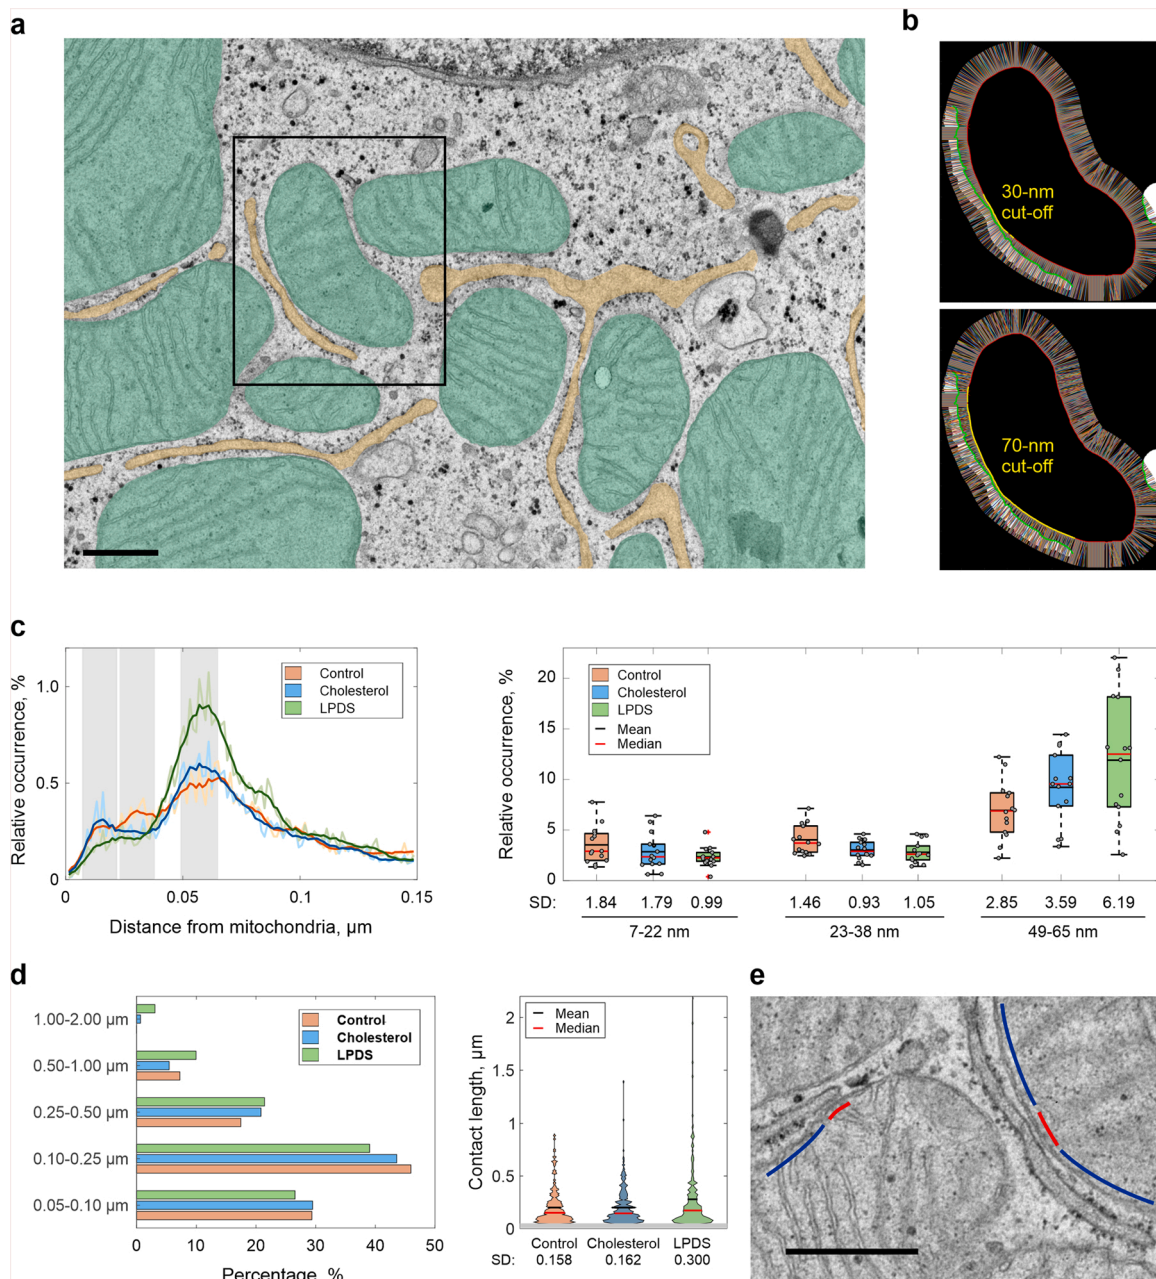 a
b
30-nm
cut-off
70-nm
cut-off
c
Relative occurrence, %
1.0
0.5
0
0
0.05
0.1
0.15
Distance from mitochondria, µm
Control
Cholesterol
LPDS
Relative occurrence, %
20
15
10
5
0
Control
Cholesterol
LPDS
Mean
Median
SD: 1.84 1.79 0.99 1.46 0.93 1.05 2.85 3.59 6.19
7-22 nm 23-38 nm 49-65 nm
d
1.00-2.00 µm
0.50-1.00 µm
0.25-0.50 µm
0.10-0.25 µm
0.05-0.10 µm
0 10 20 30 40 50
Percentage, %
Control
Cholesterol
LPDS
Contact length, µm
2
1.5
1
0.5
0
Mean
Median
Control Cholesterol LPDS
SD: 0.158 0.162 0.300
e